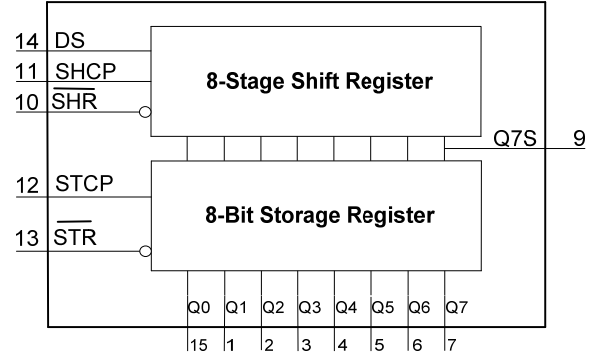 14 DS
11 SHCP
8-Stage Shift Register
10 SHR
Q7S 9
12 STCP
8-Bit Storage Register
13 STR
Q0 Q1 Q2 Q3 Q4 Q5 Q6 Q7
15 1 2 3 4 5 6 7